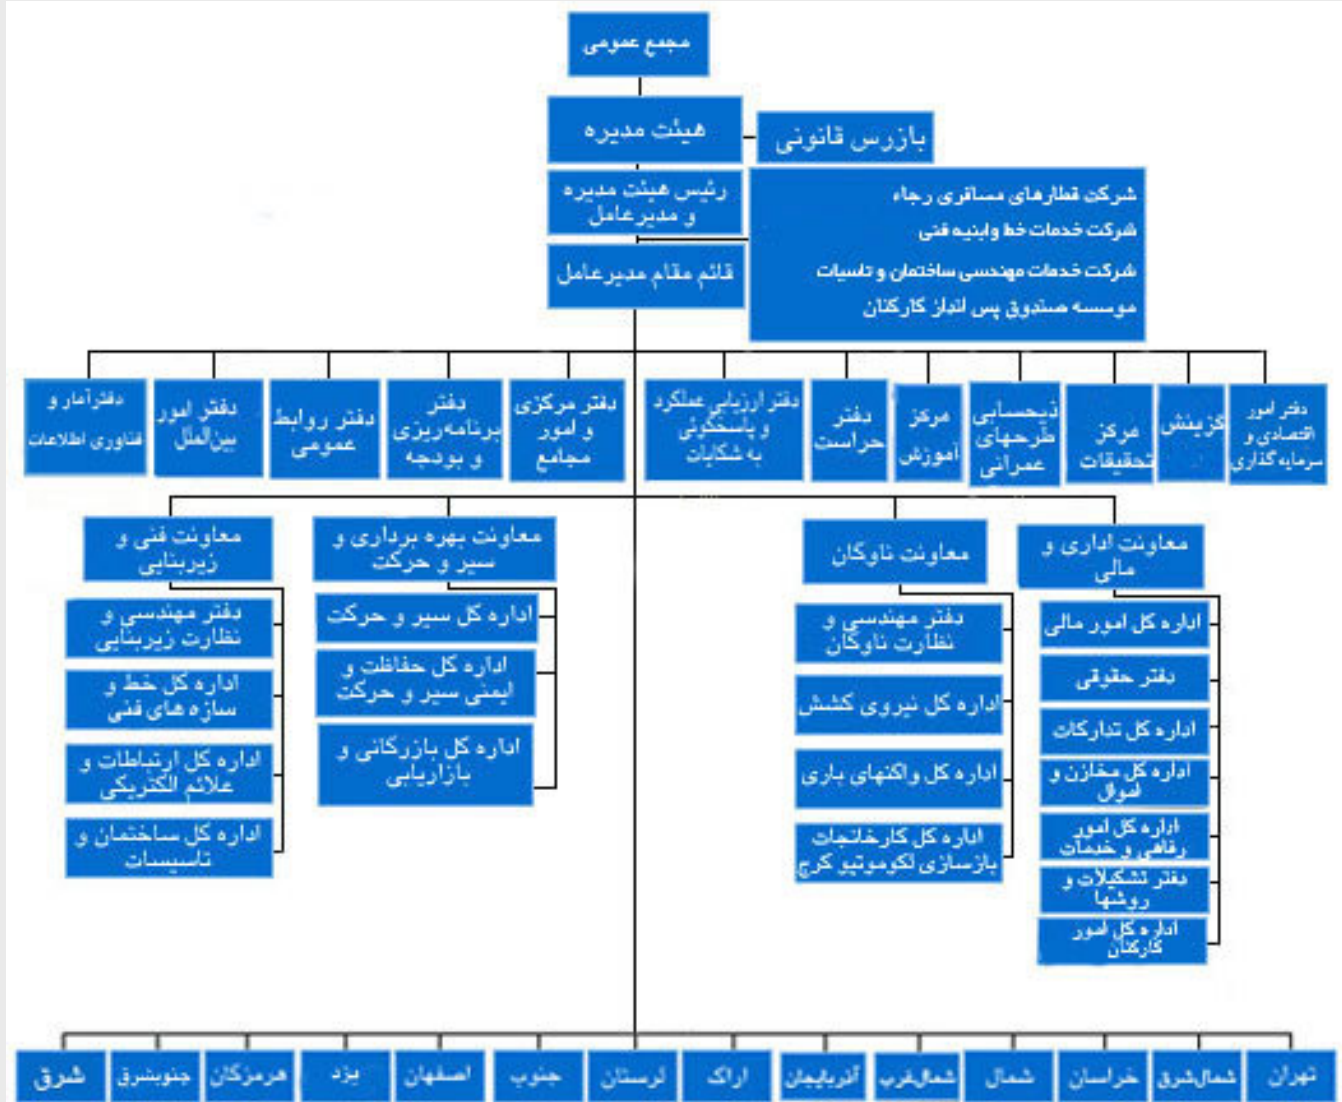 مجمع عمومی
هیئت مدیره
بازرس قانونی
رئیس هیئت مدیره
و مدیرعامل
شرکت قطارهای مسافری رجاء
شرکت خدمات خط وابنیه فنی
شرکت خدمات مهندسی ساختمان و تاسیات
موسسه صندوق پس انداز کارکنان
قائم مقام مدیرعامل
دفتر امور
اقتصادی و
سرمایه گذاری
گزینش
مرکز
تحقیقات
ذیحسابی
طرحهای
عمرانی
مرکز
آموزش
دفتر
حراست
دفتر ارزیابی عملکرد
و پاسخگوئی
به شکایات
دفتر مرکزی
و امور
مجامع
دفتر
برنامه‌ریزی
و بودجه
دفتر روابط
عمومی
دفتر امور
بین‌الملل
دفترآمار و
فناوری اطلاعات
معاونت اداری و
مالی
اداره کل امور مالی
دفتر حقوقی
اداره کل تدارکات
اداره کل مخازن و
اموال
اداره کل امور
رفاهی و خدمات
دفتر تشکیلات و
روشها
اداره کل امور
کارکنان
معاونت ناوگان
دفتر مهندسی و
نظارت ناوگان
اداره کل نیروی کشش
اداره کل واگنهای باری
اداره کل کارخانجات
بازسازی لکوموتیو کرج
معاونت بهره برداری و
سیر و حرکت
اداره کل سیر و حرکت
اداره کل حفاظت و
ایمنی سیر و حرکت
اداره کل بازرگانی و
بازاریابی
معاونت فنی و
زیربنایی
دفتر مهندسی و
نظارت زیربنایی
اداره کل خط و
سازه های فنی
اداره کل ارتباطات و
علائم الکتریکی
اداره کل ساختمان و
تاسیسات
تهران
شمال‌شرق
خراسان
شمال
شمال‌غرب
آذربایجان
اراک
لرستان
جنوب
اصفهان
یزد
هرمزگان
جنوبشرق
شرق